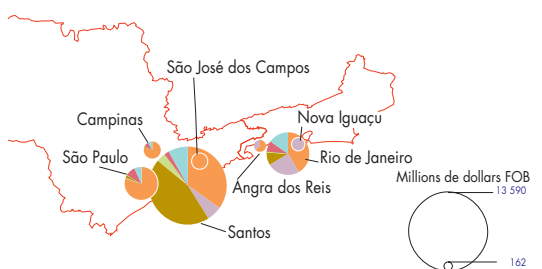 São José dos Campos
Campinas
Nova Iguaçu
São Paulo
Rio de Janeiro
Angra dos Reis
Millions de dollars FOB
13 590
Santos
162